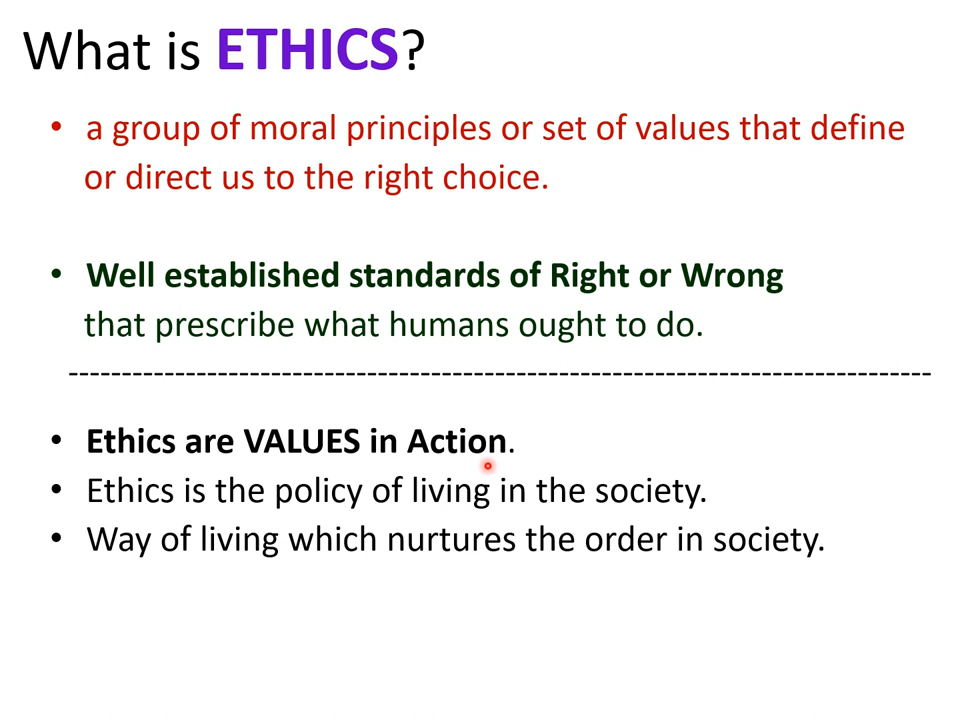 What is ETHICS?
• a group of moral principles or set of values that define
or direct us to the right choice.
• Well established standards of Right or Wrong
that prescribe what humans ought to do.
--------------------------------------------------------------------------------
• Ethics are VALUES in Action.
• Ethics is the policy of living in the society.
• Way of living which nurtures the order in society.